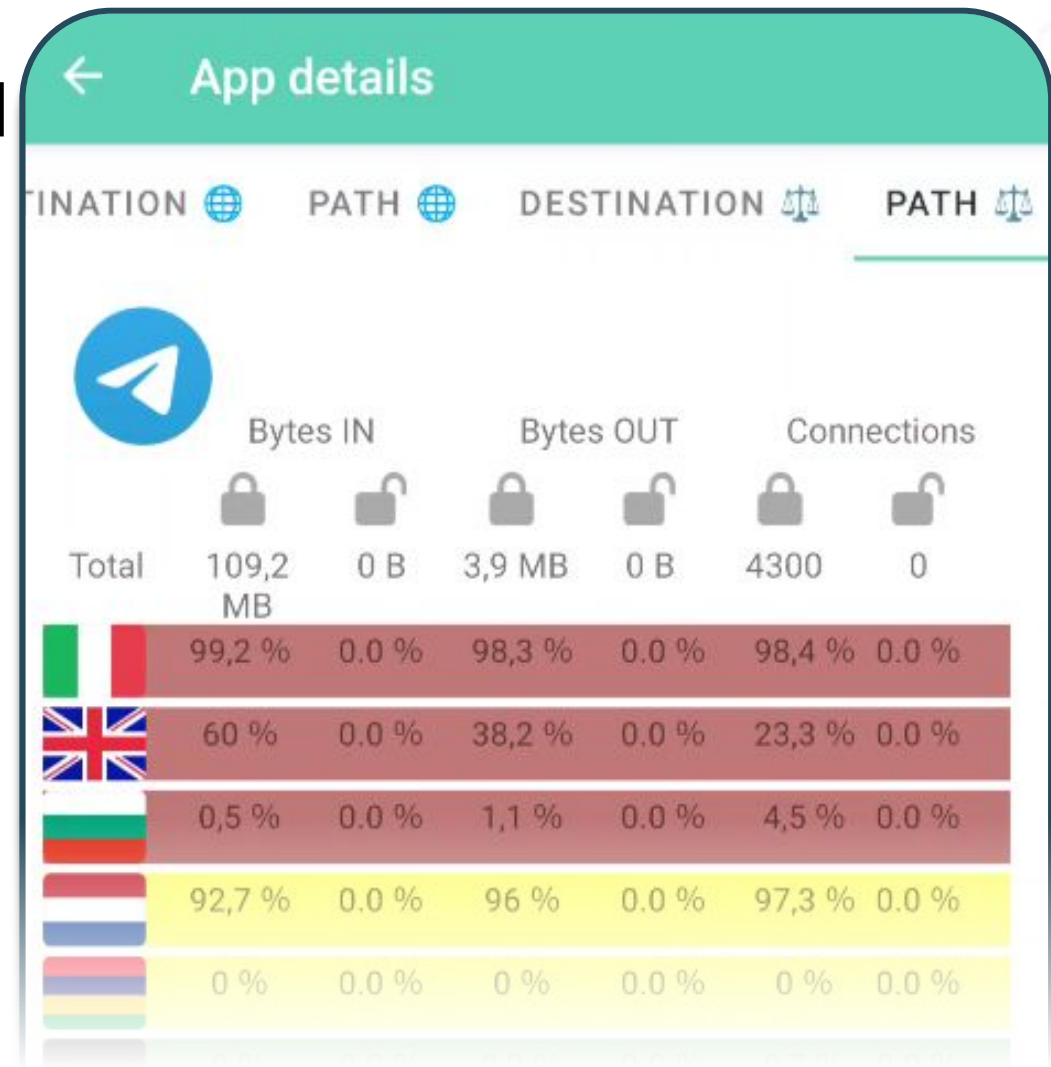 App details
TINATION PATH DESTINATION PATH
Bytes IN Bytes OUT Connections
Total 109,2 MB 0 B 3,9 MB 0 B 4300 0
99,2 % 0.0 % 98,3 % 0.0 % 98,4 % 0.0 %
60 % 0.0 % 38,2 % 0.0 % 23,3 % 0.0 %
0,5 % 0.0 % 1,1 % 0.0 % 4,5 % 0.0 %
92,7 % 0.0 % 96 % 0.0 % 97,3 % 0.0 %
0 % 0.0 % 0 % 0.0 % 0 % 0.0 %